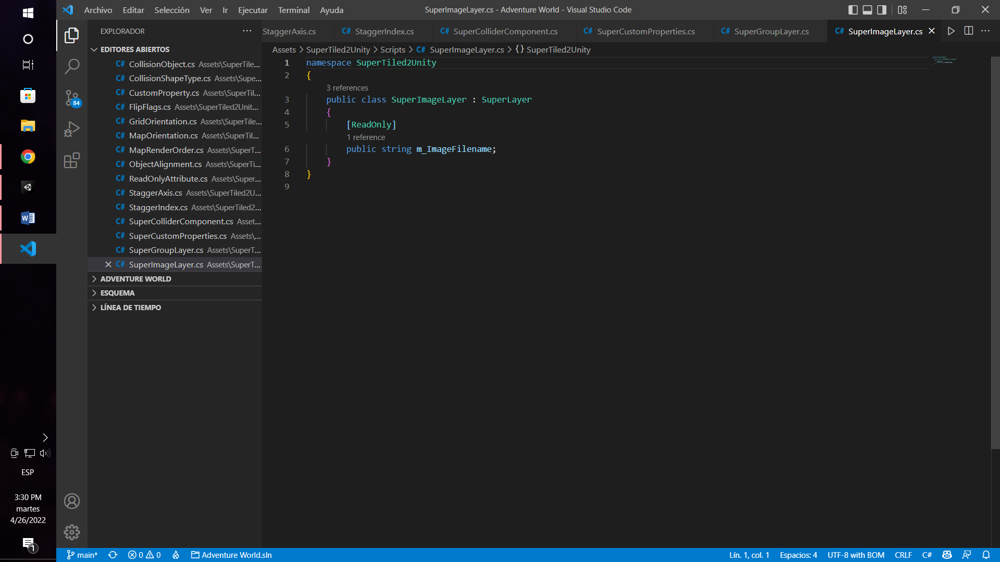 Archivo Editar Selección Ver Ir Ejecutar Terminal Ayuda
SuperImageLayer.cs - Adventure World - Visual Studio Code
EXPLORADOR
StaggerAxis.cs
C# StaggerIndex.cs
C# SuperColliderComponent.cs
C# SuperCustomProperties.cs
C# SuperGroupLayer.cs
C# SuperImageLayer.cs
EDITORES ABIERTOS
C# CollisionObject.cs Assets\SuperTile...
C# CollisionShapeType.cs Assets\Supe...
C# CustomProperty.cs Assets\SuperTil...
C# FlipFlags.cs Assets\SuperTiled2Unit...
C# GridOrientation.cs Assets\SuperTile...
C# MapOrientation.cs Assets\SuperTil...
C# MapRenderOrder.cs Assets\SuperT...
C# ObjectAlignment.cs Assets\SuperTi...
C# ReadOnlyAttribute.cs Assets\Super...
C# StaggerAxis.cs Assets\SuperTiled2U...
C# StaggerIndex.cs Assets\SuperTiled2...
C# SuperColliderComponent.cs Asset...
C# SuperCustomProperties.cs Assets\...
C# SuperGroupLayer.cs Assets\SuperT...
C# SuperImageLayer.cs Assets\SuperT...
ADVENTURE WORLD
ESQUEMA
LÍNEA DE TIEMPO
84
Assets > SuperTiled2Unity > Scripts > C# SuperImageLayer.cs > {} SuperTiled2Unity
1 namespace SuperTiled2Unity
2 {
3 references
3 public class SuperImageLayer : SuperLayer
4 {
5 [ReadOnly]
1 reference
6 public string m_ImageFilename;
7 }
8 }
9
ESP
3:30 PM
martes
4/26/2022
1
main* 0 0 Adventure World.sln
Lín. 1, col. 1 Espacios: 4 UTF-8 with BOM CRLF C#